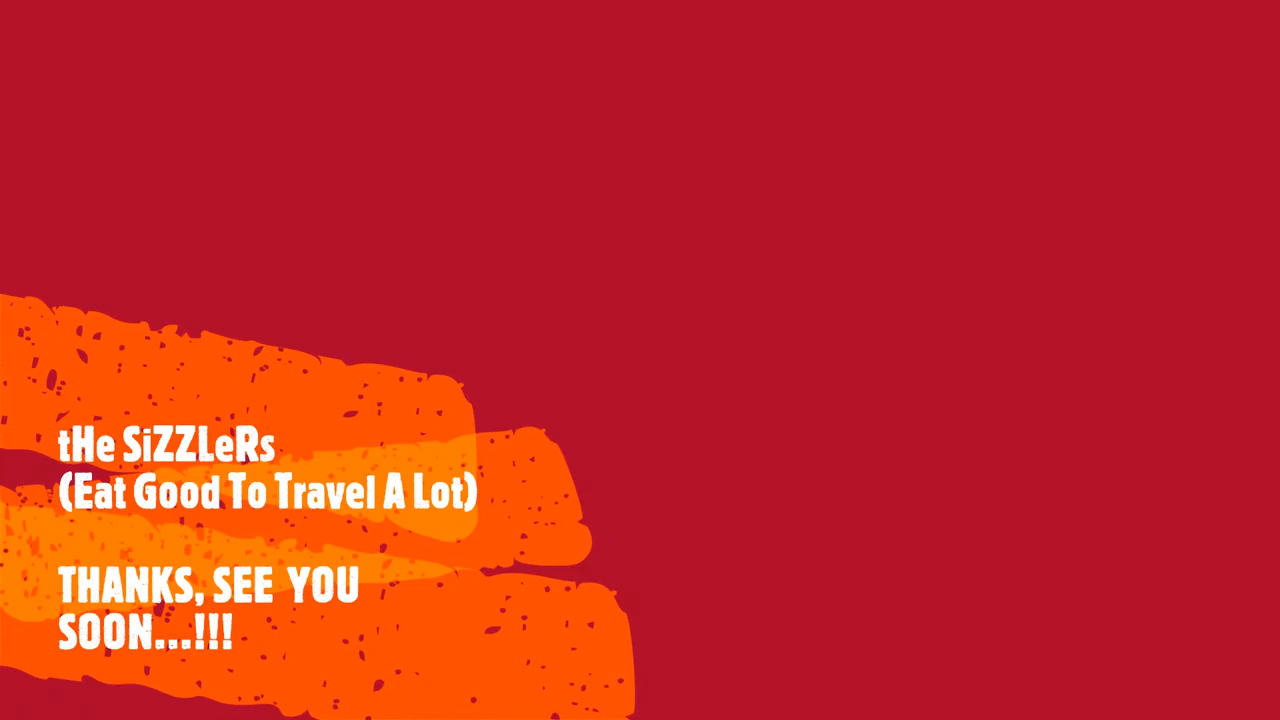 tHe SiZZLeRs
(Eat Good To Travel A Lot)
THANKS, SEE YOU
SOON...!!!